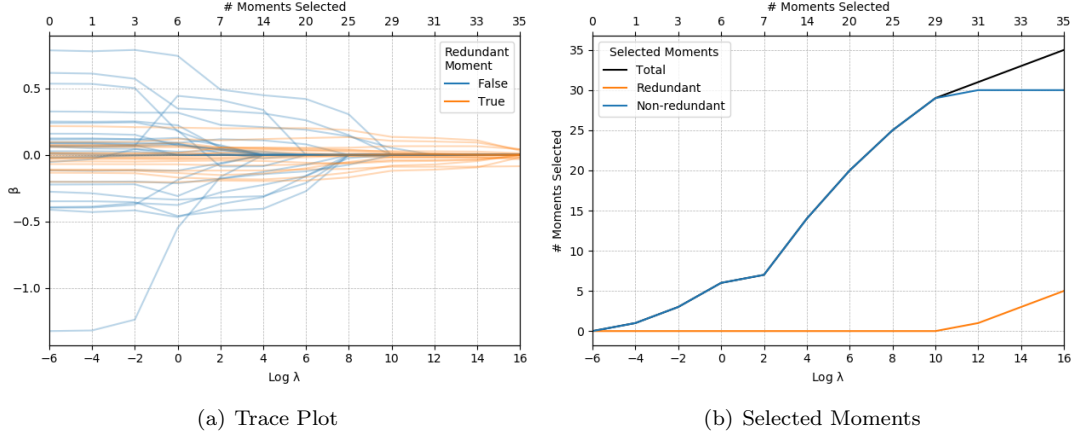 # Moments Selected
0 1 3 6 7 14 20 25 29 31 33 35
Redundant
Moment
False
True
0.5
0.0
−0.5
−1.0
β
−6 −4 −2 0 2 4 6 8 10 12 14 16
Log λ
(a) Trace Plot
# Moments Selected
0 1 3 6 7 14 20 25 29 31 33 35
Selected Moments
Total
Redundant
Non-redundant
35
30
25
20
15
10
5
0
# Moments Selected
−6 −4 −2 0 2 4 6 8 10 12 14 16
Log λ
(b) Selected Moments